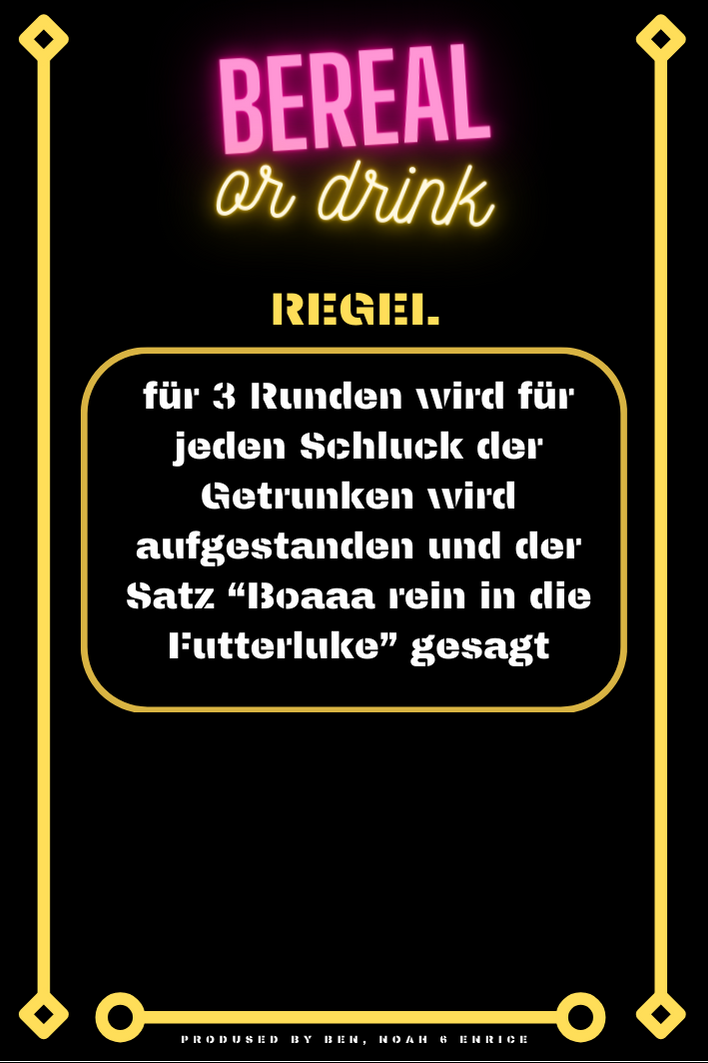 BEREAL
or drink
REGEL
für 3 Runden wird für
jeden Schluck der
Getrunken wird
aufgestanden und der
Satz “Boaaa rein in die
Futterluke” gesagt
PRODUSED BY BEN, NOAH & ENRICE